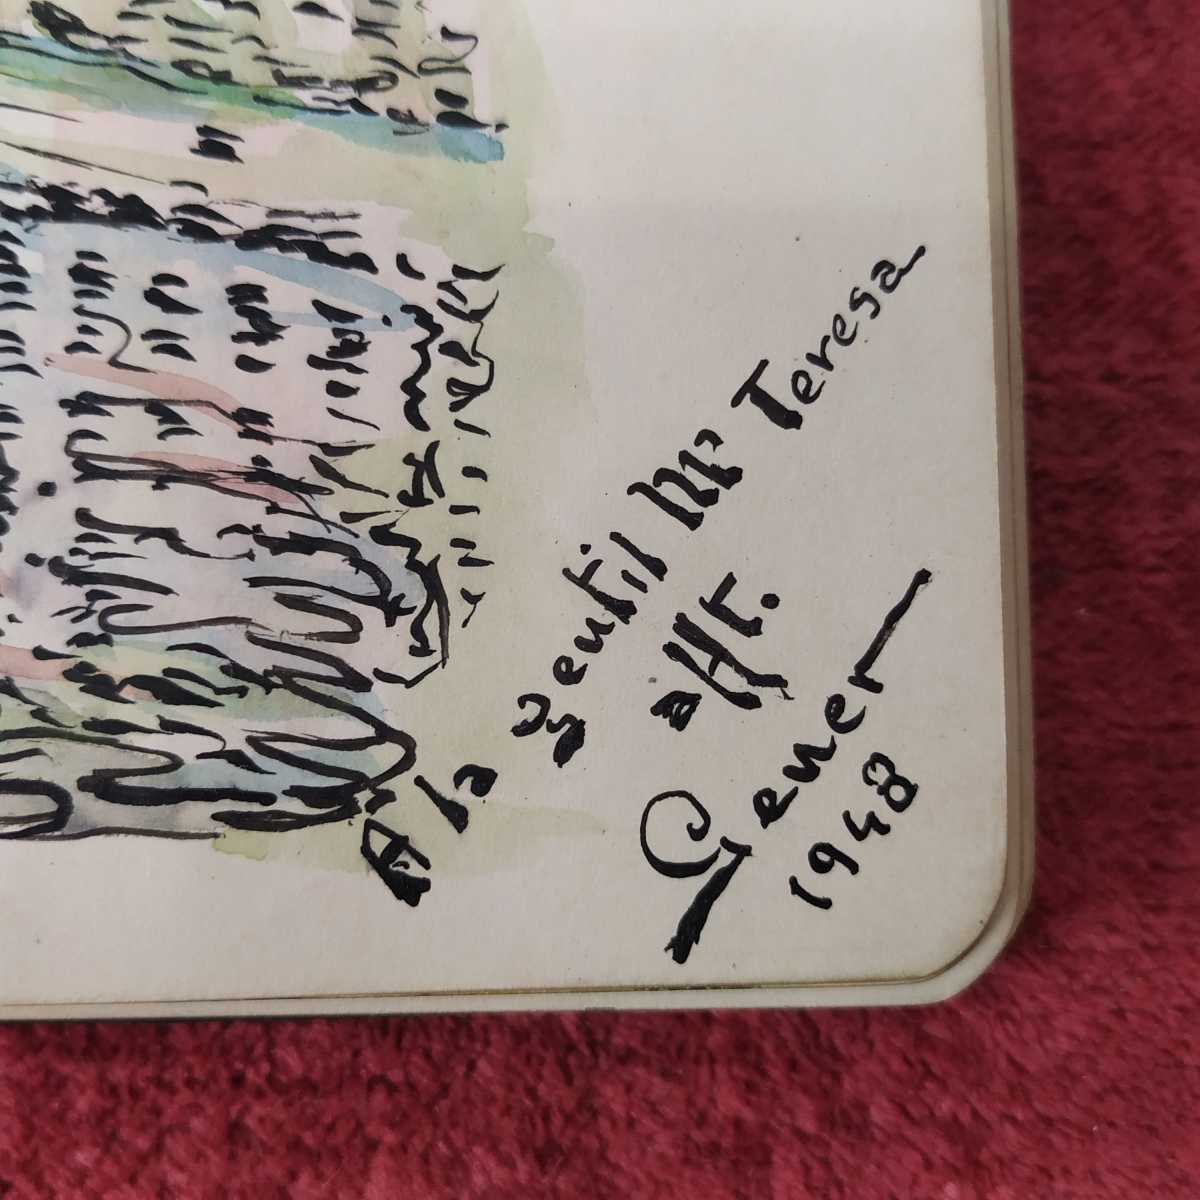 A la gentil Mª Teresa
afft.
Gener
1948